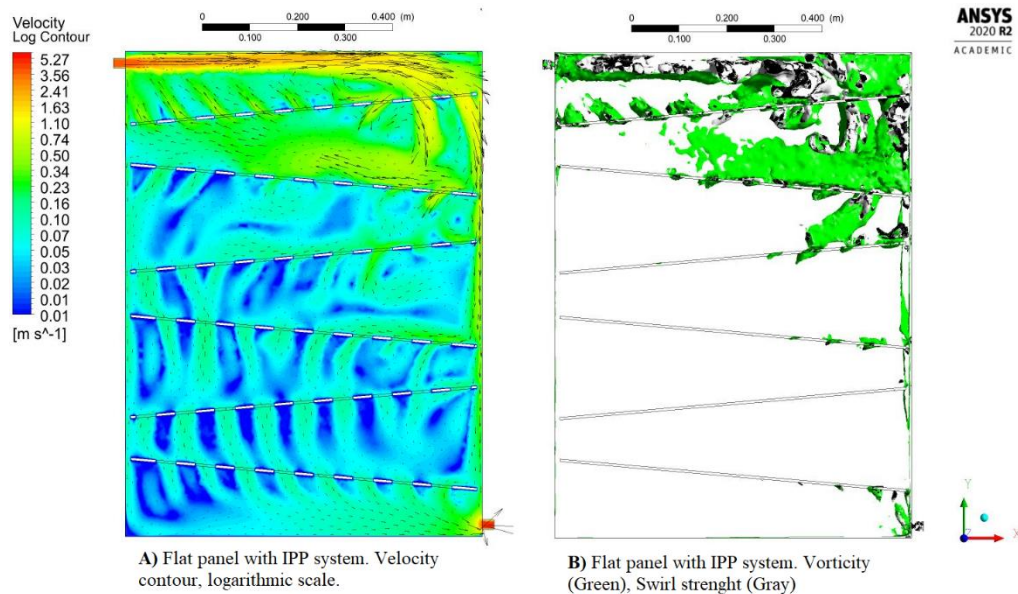 Velocity
Log Contour
5.27
3.56
2.41
1.63
1.10
0.74
0.50
0.34
0.23
0.16
0.10
0.07
0.05
0.03
0.02
0.01
0.01
[m s^-1]
0 0.200 0.400 (m)
0.100 0.300
0 0.200 0.400 (m)
0.100 0.300
ANSYS
2020 R2
ACADEMIC
Y
X
Z
A) Flat panel with IPP system. Velocity
contour, logarithmic scale.
B) Flat panel with IPP system. Vorticity
(Green), Swirl strenght (Gray)